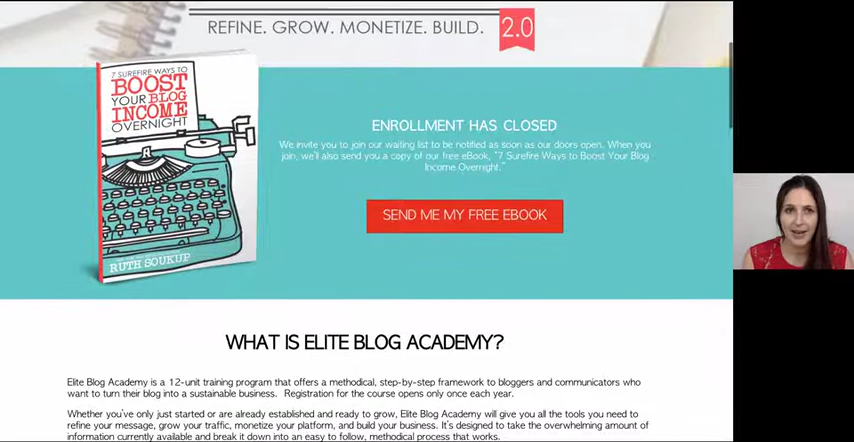 REFINE. GROW. MONETIZE. BUILD. 2.0
7 SUREFIRE WAYS TO
BOOST
YOUR BLOG
INCOME
OVERNIGHT
RUTH SOUKUP
ENROLLMENT HAS CLOSED
We invite you to join our waiting list to be notified as soon as our doors open. When you
join, we'll also send you a copy of our free eBook, "7 Surefire Ways to Boost Your Blog
Income Overnight."
SEND ME MY FREE EBOOK
WHAT IS ELITE BLOG ACADEMY?
Elite Blog Academy is a 12-unit training program that offers a methodical, step-by-step framework to bloggers and communicators who
want to turn their blog into a sustainable business. Registration for the course opens only once each year.
Whether you've only just started or are already established and ready to grow, Elite Blog Academy will give you all the tools you need to
refine your message, grow your traffic, monetize your platform, and build your business. It's designed to take the overwhelming amount of
information currently available and break it down into an easy to follow, methodical process that works.